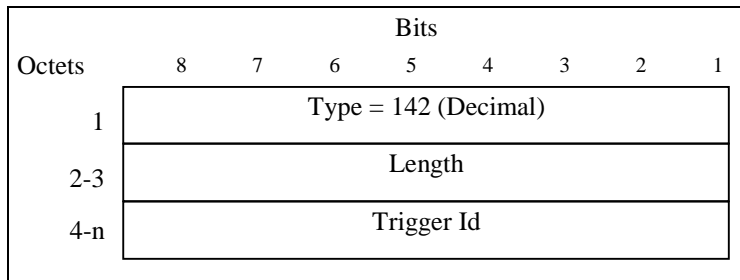 Bits
Octets 8 7 6 5 4 3 2 1
1 Type = 142 (Decimal)
2-3 Length
4-n Trigger Id